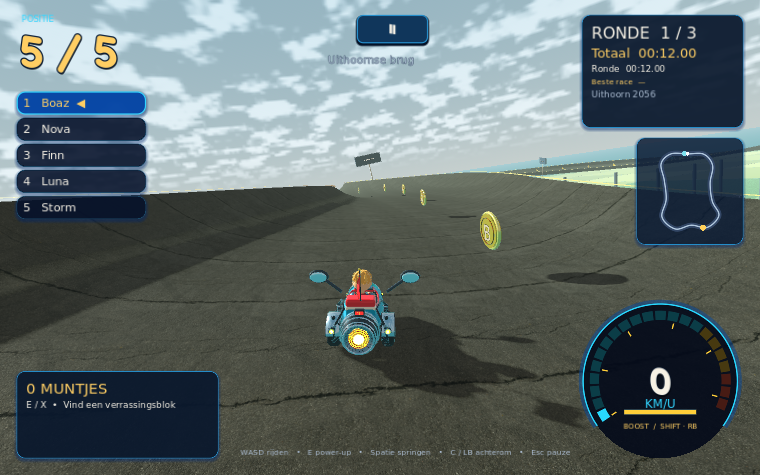 POSITIE
5 / 5
1 Boaz ◀
2 Nova
3 Finn
4 Luna
5 Storm
Uithoornse brug
RONDE 1 / 3
Totaal 00:12.00
Ronde 00:12.00
Beste race —
Uithoorn 2056
B
0 MUNTJES
E / X • Vind een verrassingsblok
0
KM/U
BOOST / SHIFT · RB
WASD rijden • E power-up • Spatie springen • C / LB achterom • Esc pauze